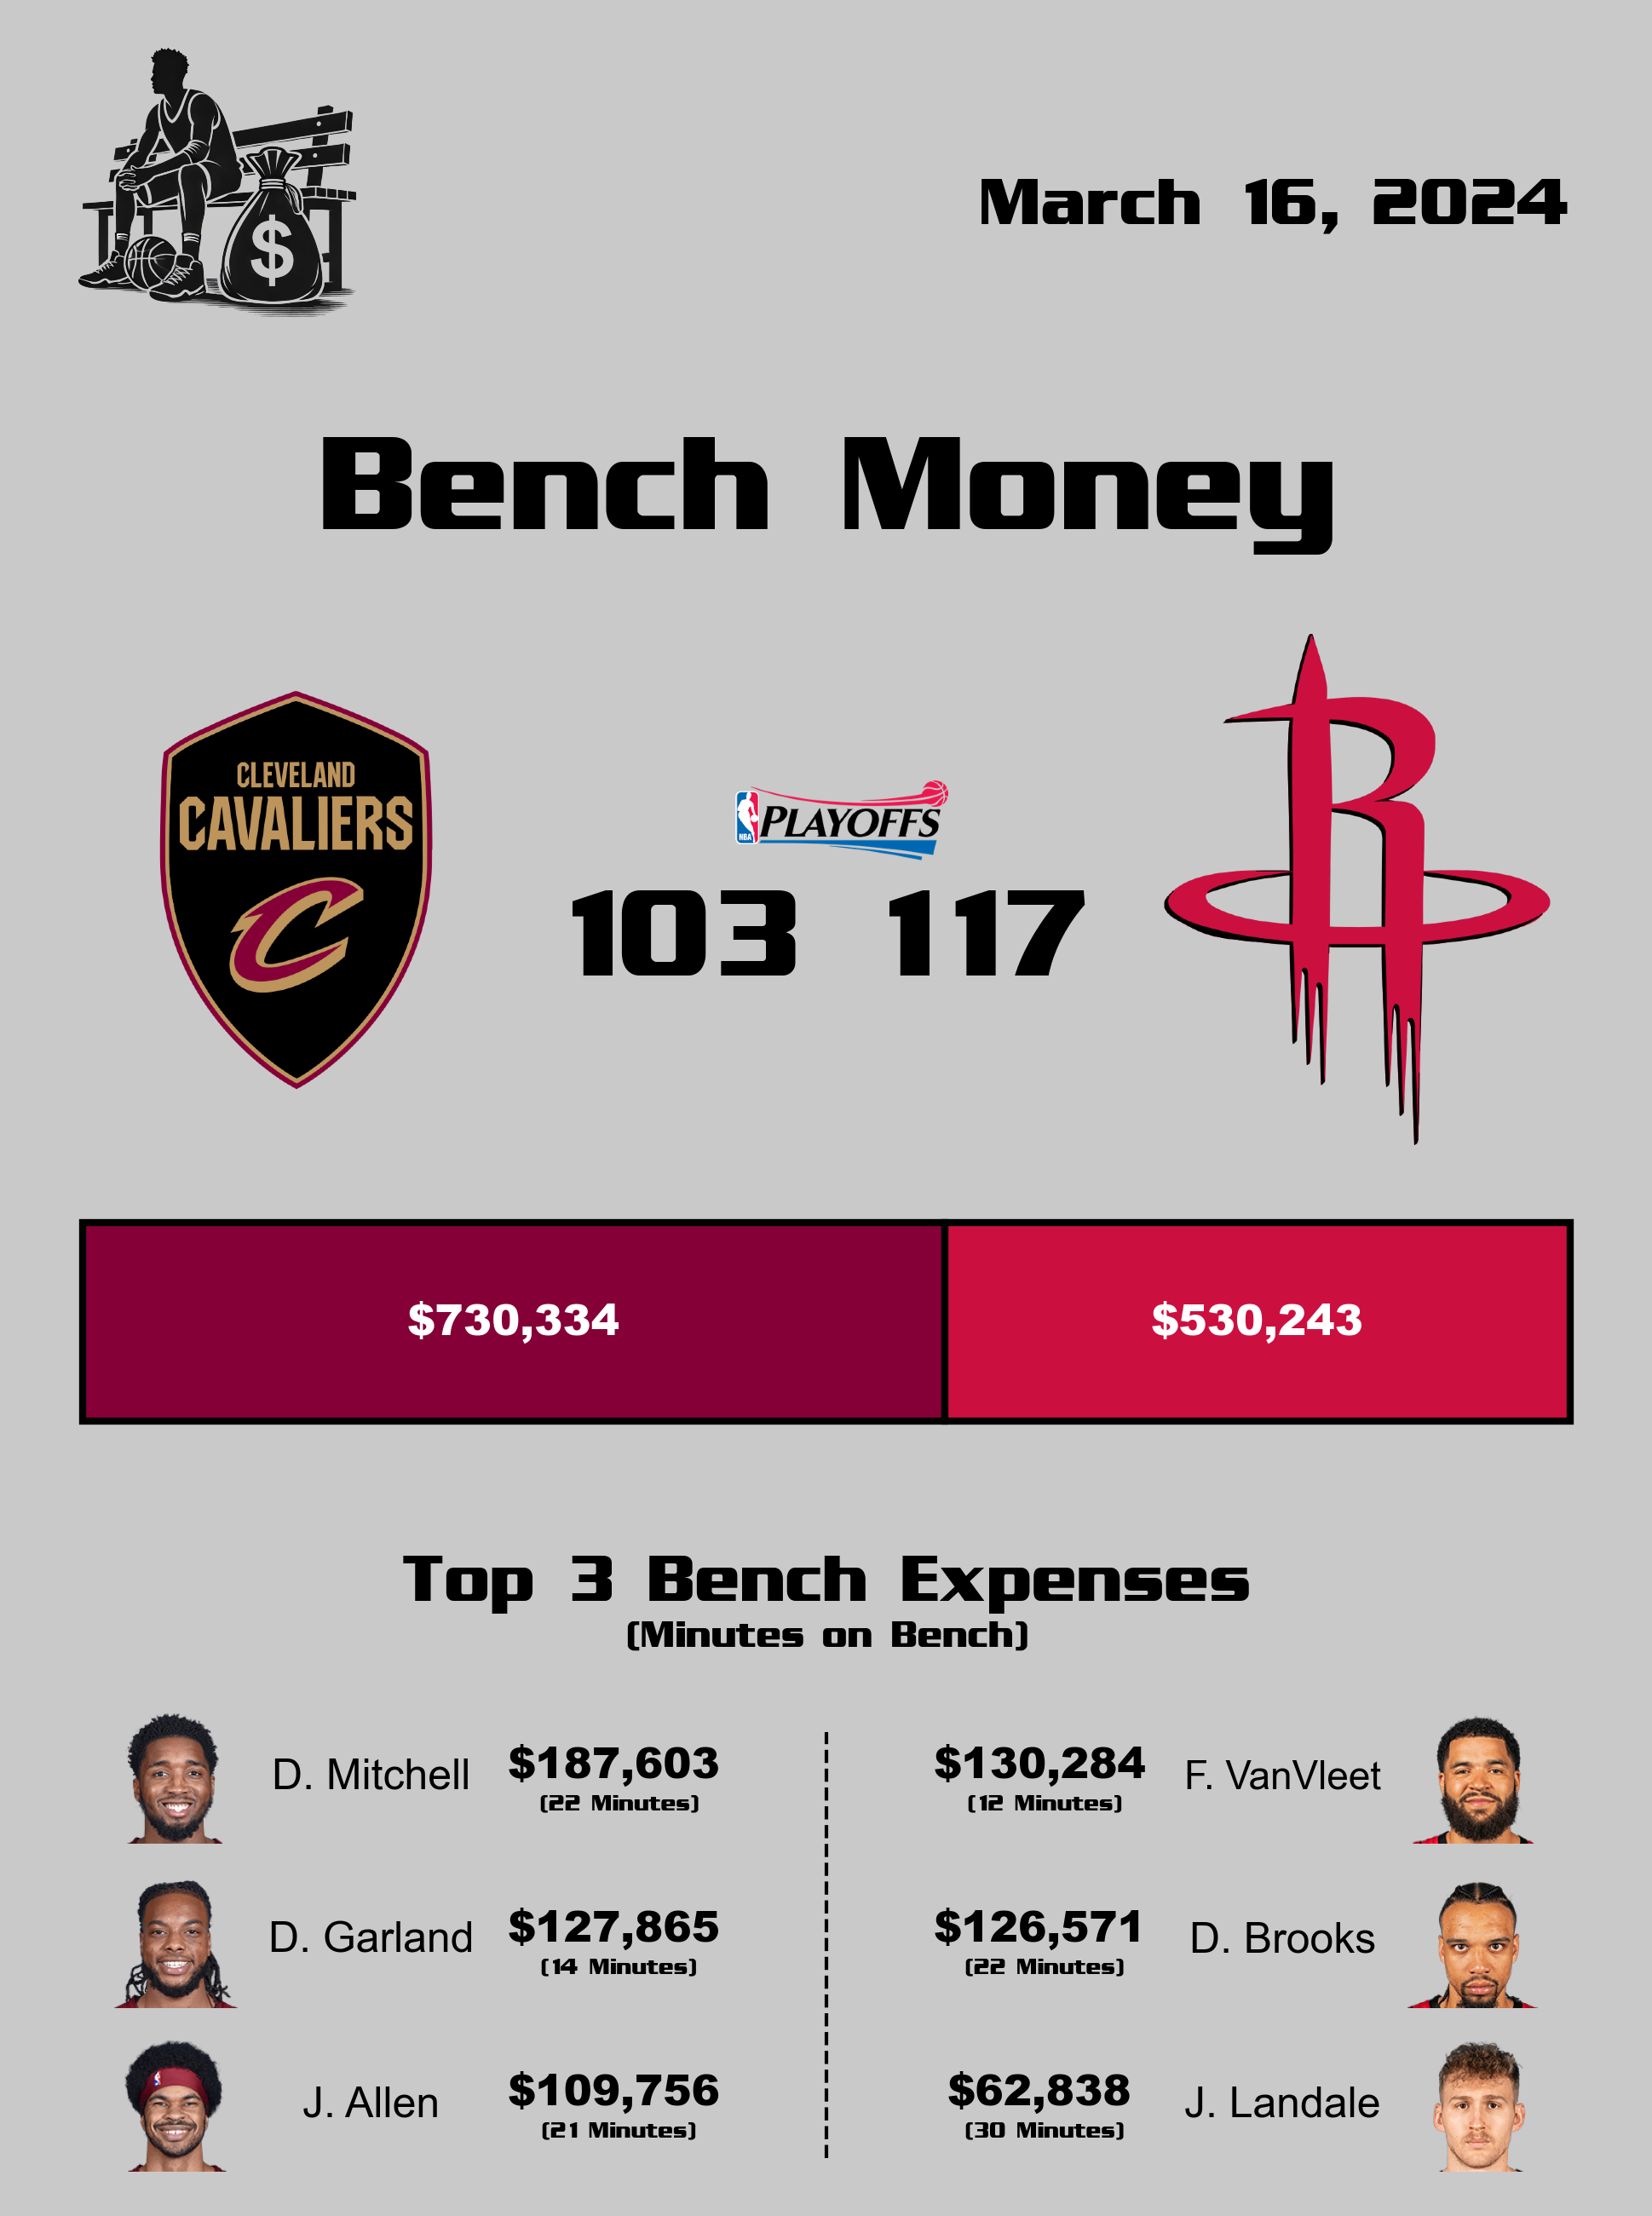 $
March 16, 2024
Bench Money
CLEVELAND
CAVALIERS
C
NBA
PLAYOFFS
R
103 117
$730,334 $530,243
Top 3 Bench Expenses
(Minutes on Bench)
D. Mitchell $187,603 $130,284 F. VanVleet
(22 Minutes) (12 Minutes)
D. Garland $127,865 $126,571 D. Brooks
(14 Minutes) (22 Minutes)
J. Allen $109,756 $62,838 J. Landale
(21 Minutes) (30 Minutes)